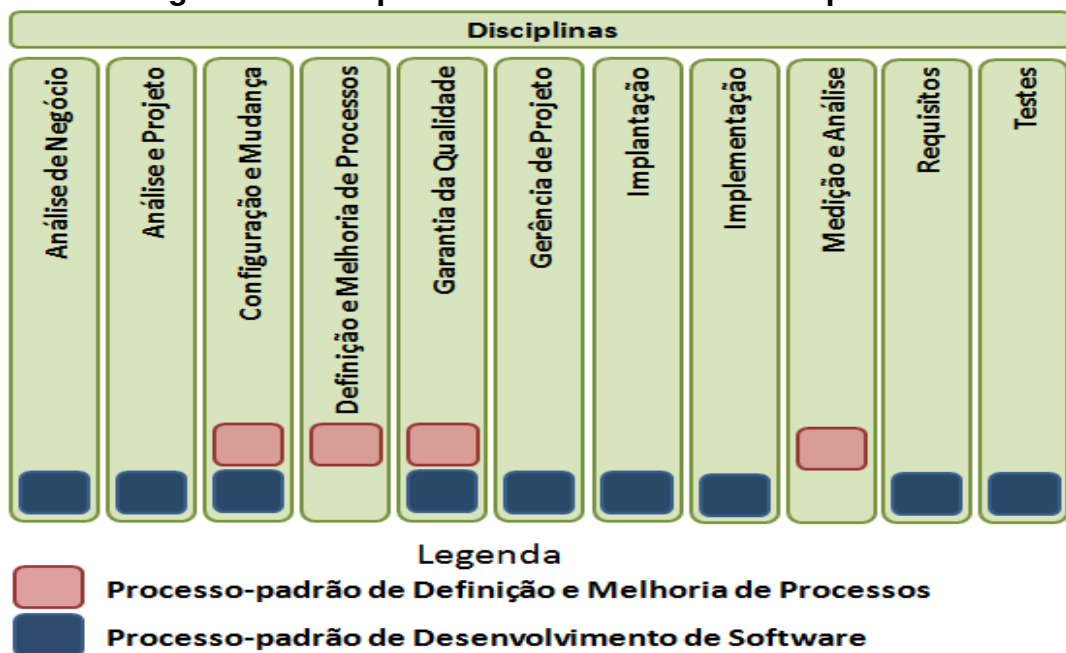 Disciplinas
Análise de Negócio
Análise e Projeto
Configuração e Mudança
Definição e Melhoria de Processos
Garantia da Qualidade
Gerência de Projeto
Implantação
Implementação
Medição e Análise
Requisitos
Testes
Legenda
Processo-padrão de Definição e Melhoria de Processos
Processo-padrão de Desenvolvimento de Software